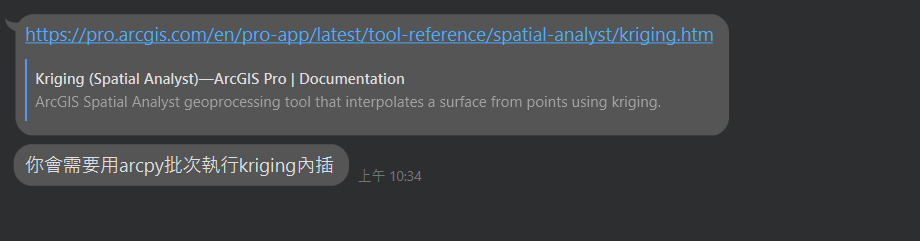 https://pro.arcgis.com/en/pro-app/latest/tool-reference/spatial-analyst/kriging.htm
Kriging (Spatial Analyst)—ArcGIS Pro | Documentation
ArcGIS Spatial Analyst geoprocessing tool that interpolates a surface from points using kriging.
你會需要用arcpy批次執行kriging內插
上午 10:34